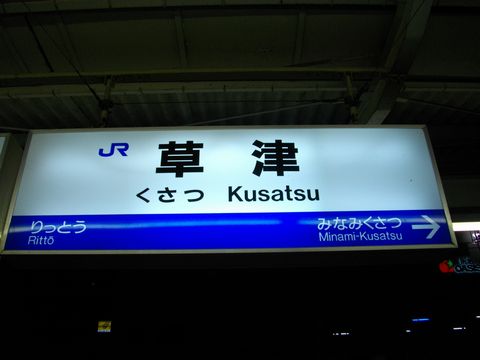 JR 草津
くさつ Kusatsu
りっとう みなみくさつ →
Rittō Minami-Kusatsu